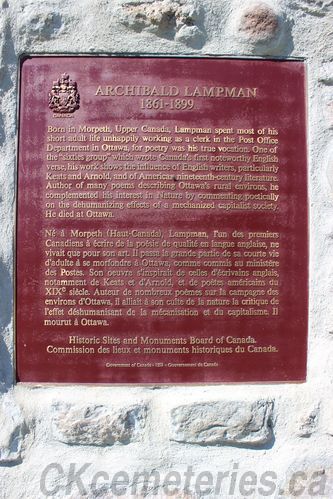 CANADA
ARCHIBALD LAMPMAN
1861-1899
Born in Morpeth, Upper Canada, Lampman spent most of his
short adult life unhappily working as a clerk in the Post Office
Department in Ottawa, for poetry was his true vocation. One of
the "sixties group" which wrote Canada's first noteworthy English
verse, his work shows the influence of English writers, particularly
Keats and Arnold, and of American nineteenth-century literature.
Author of many poems describing Ottawa's rural environs, he
complemented his interest in Nature by commenting poetically
on the dehumanizing effects of a mechanized capitalist society.
He died at Ottawa.
Né à Morpeth (Haut-Canada), Lampman, l'un des premiers
Canadiens à écrire de la poésie de qualité en langue anglaise, ne
vivait que pour son art. Il passa la grande partie de sa courte vie
d'adulte à se morfondre à Ottawa, comme commis au ministère
des Postes. Son oeuvre s'inspirait de celles d'écrivains anglais,
notamment de Keats et d'Arnold, et de poètes américains du
XIXe siècle. Auteur de nombreux poèmes sur la campagne des
environs d'Ottawa, il alliait à son culte de la nature la critique de
l'effet déshumanisant de la mécanisation et du capitalisme. Il
mourut à Ottawa.
Historic Sites and Monuments Board of Canada.
Commission des lieux et monuments historiques du Canada.
Government of Canada - Gouvernement du Canada
CKcemeteries.ca